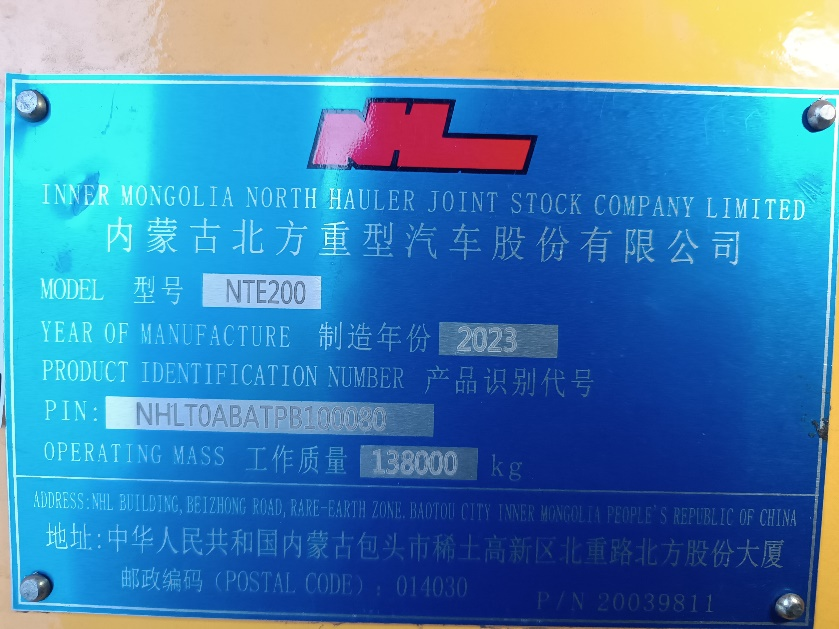 NHL
INNER MONGOLIA NORTH HAULER JOINT STOCK COMPANY LIMITED
内蒙古北方重型汽车股份有限公司
MODEL 型号 NTE200
YEAR OF MANUFACTURE 制造年份 2023
PRODUCT IDENTIFICATION NUMBER 产品识别代号
PIN: NHLT0ABATPB100080
OPERATING MASS 工作质量 138000 kg
ADDRESS:NHL BUILDING,BEIZHONG ROAD,RARE-EARTH ZONE, BAOTOU CITY INNER MONGOLIA PEOPLE'S REPUBLIC OF CHINA
地址:中华人民共和国内蒙古包头市稀土高新区北重路北方股份大厦
邮政编码 (POSTAL CODE): 014030
P/N 20039811